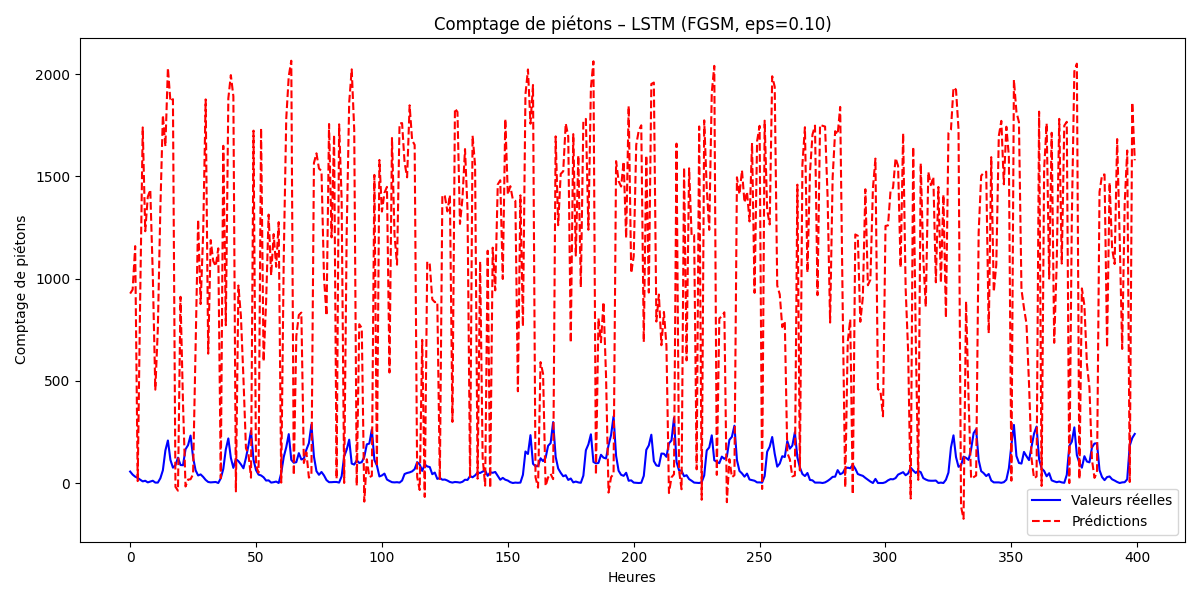 Comptage de piétons – LSTM (FGSM, eps=0.10)
Comptage de piétons
2000
1500
1000
500
0
Valeurs réelles
Prédictions
0 50 100 150 200 250 300 350 400
Heures